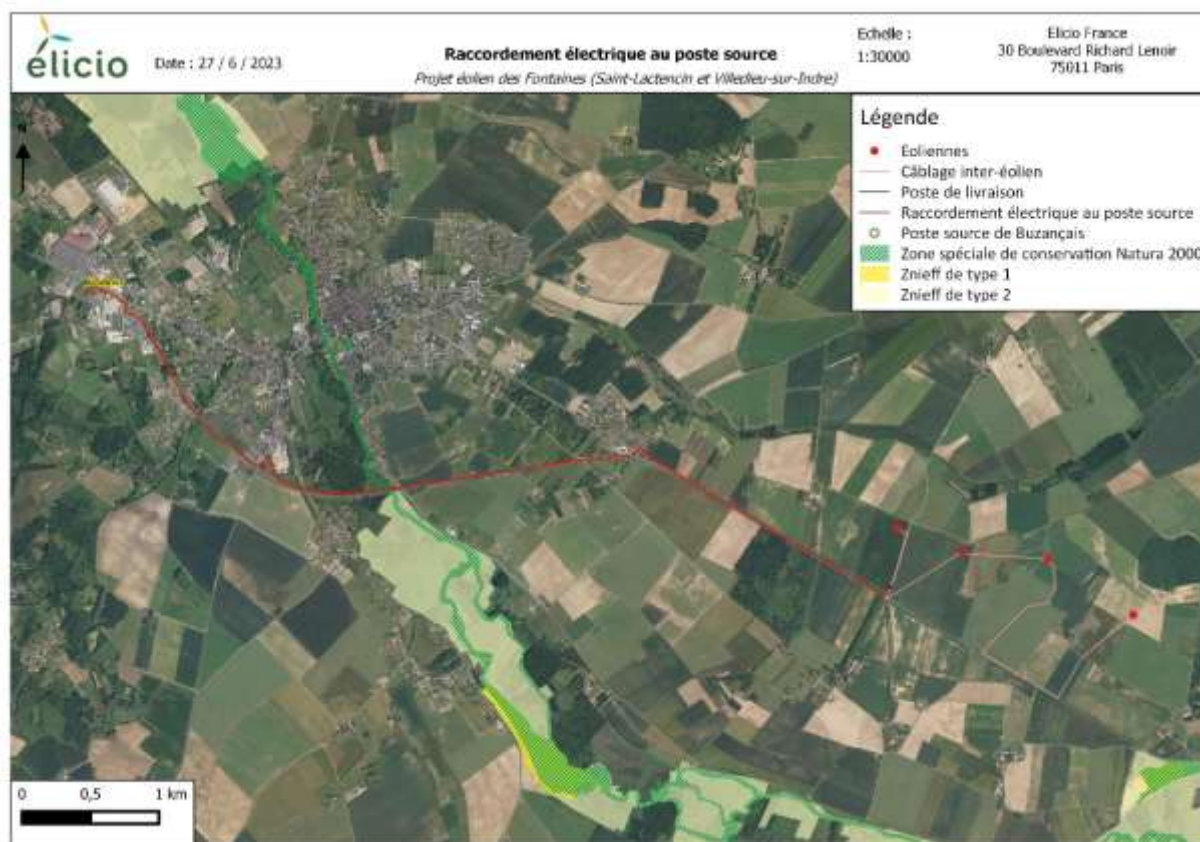 élicio
Date : 27 / 6 / 2023
Raccordement électrique au poste source
Projet éolien des Fontaines (Saint-Lactencin et Villedieu-sur-Indre)
Echelle :
1:30000
Elicio France
30 Boulevard Richard Lenoir
75011 Paris
N
Légende
Eoliennes
Câblage inter-éolien
Poste de livraison
Raccordement électrique au poste source
Poste source de Buzançais
Zone spéciale de conservation Natura 2000
Znieff de type 1
Znieff de type 2
0 0,5 1 km